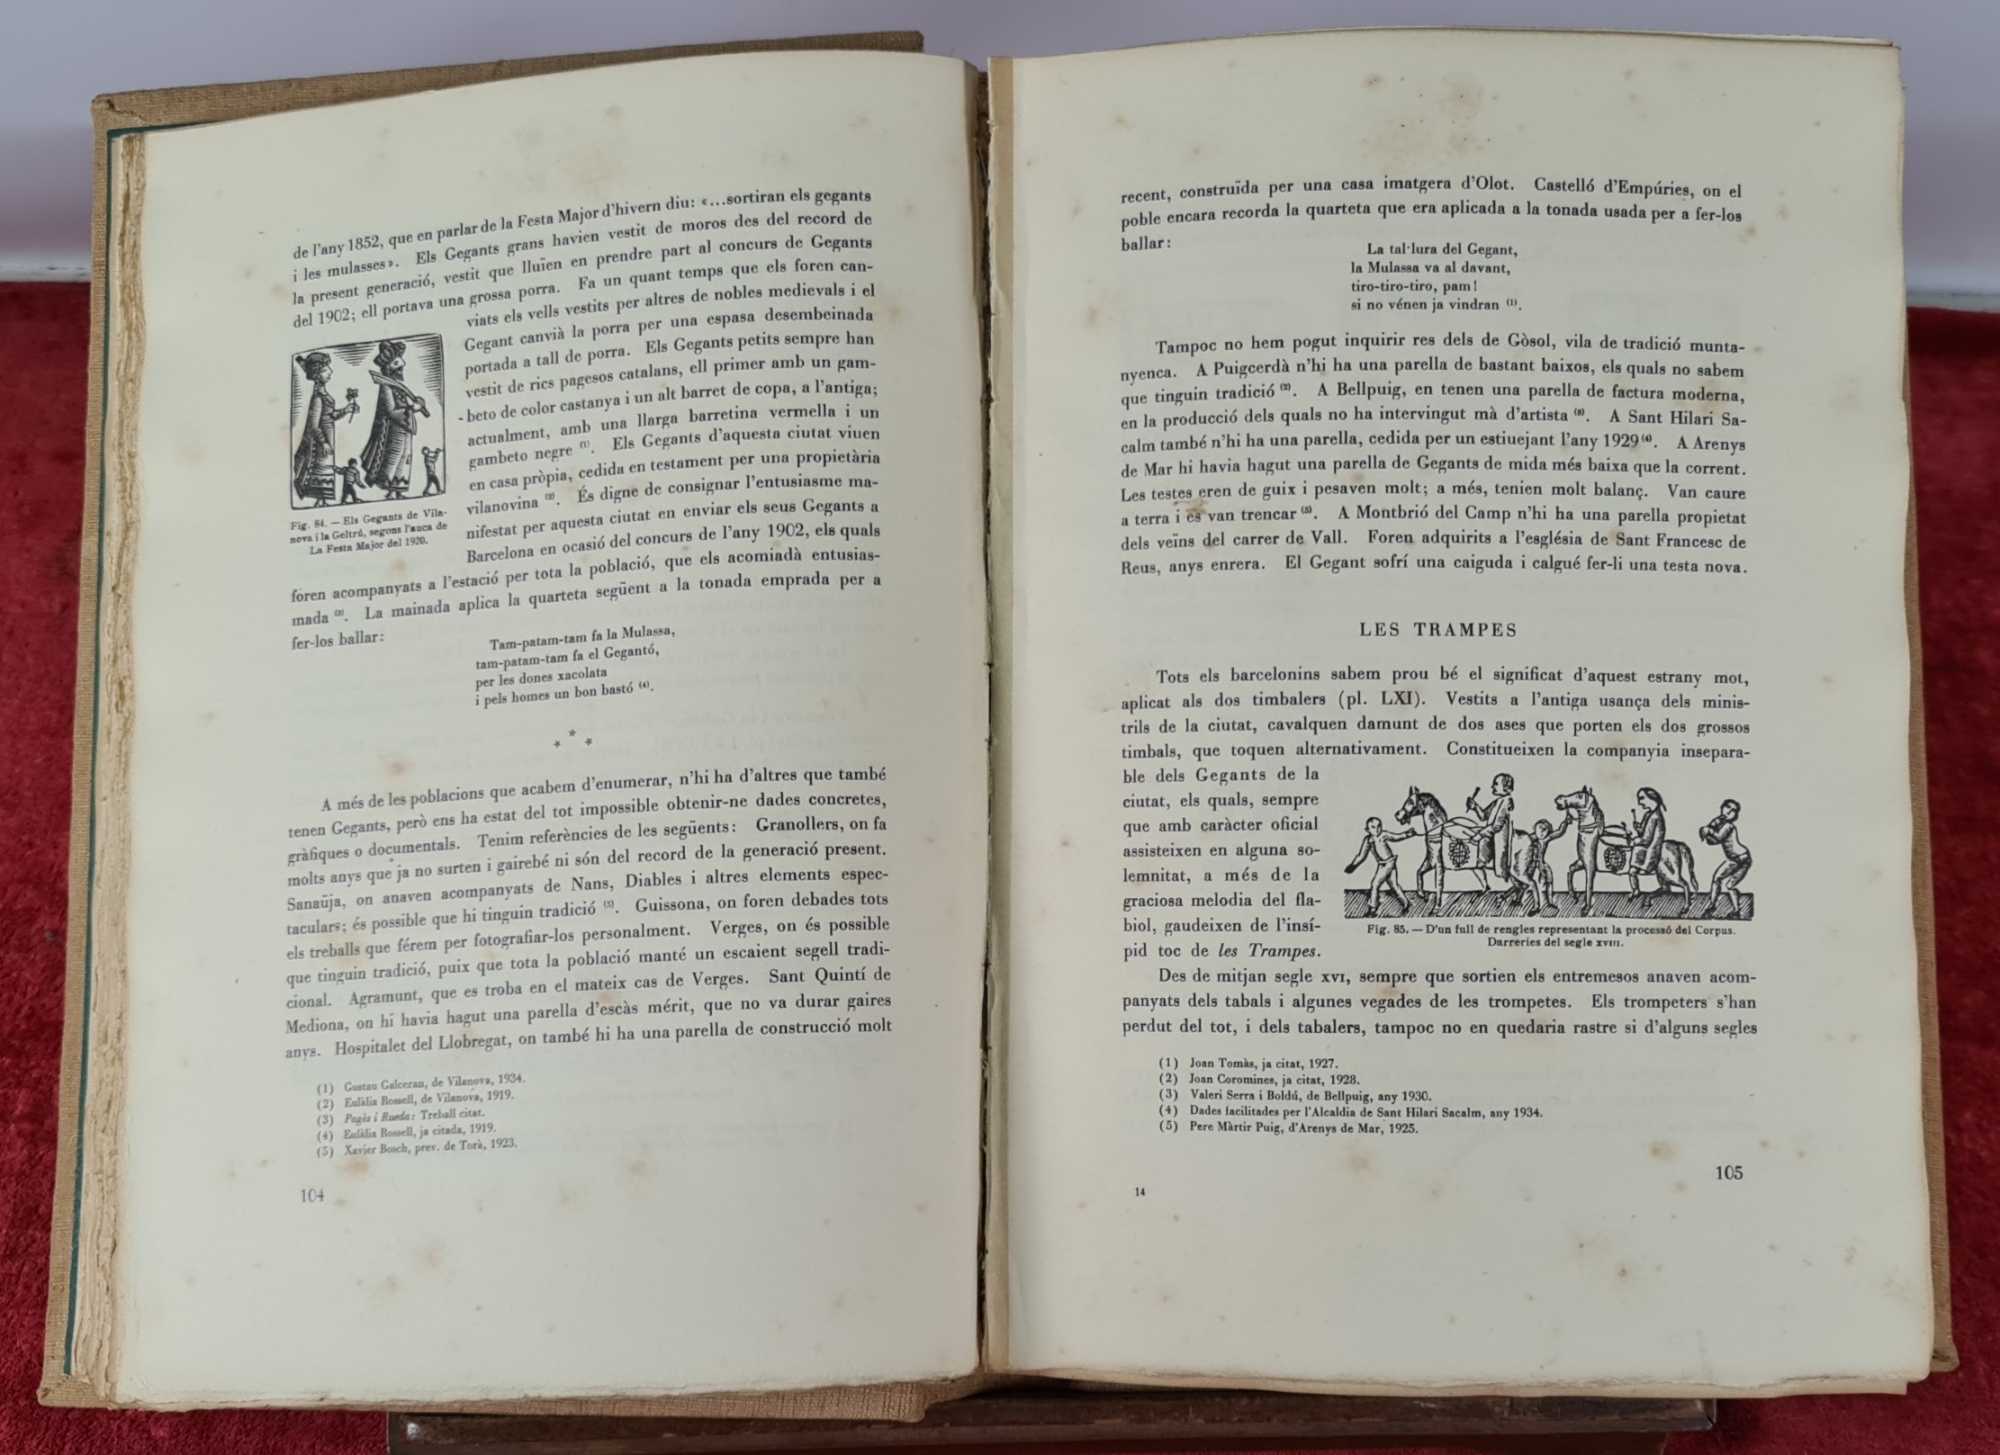 de l'any 1852, que en parlar de la Festa Major d'hivern diu: «...sortiran els gegants
i les mulasses». Els Gegants grans havien vestit de moros des del record de
la present generació, vestit que lluïen en prendre part al concurs de Gegants
del 1902; ell portava una grossa porra. Fa un quant temps que els foren can-
viats els vells vestits per altres de nobles medievals i el
Gegant canvià la porra per una espasa desembeinada
portada a tall de porra. Els Gegants petits sempre han
vestit de rics pagesos catalans, ell primer amb un gam-
beto de color castanya i un alt barret de copa, a l'antiga;
actualment, amb una llarga barretina vermella i un
gambeto negre (1). Els Gegants d'aquesta ciutat viuen
en casa pròpia, cedida en testament per una propietària
vilanovina (2). És digne de consignar l'entusiasme ma-
nifestat per aquesta ciutat en enviar els seus Gegants a
Barcelona en ocasió del concurs de l'any 1902, els quals
Fig. 84. — Els Gegants de Vila-
nova i la Geltrú, segons l'auca de
La Festa Major del 1920.
foren acompanyats a l'estació per tota la població, que els acomiadà entusias-
mada (3). La mainada aplica la quarteta següent a la tonada emprada per a
fer-los ballar:
Tam-patam-tam fa la Mulassa,
tam-patam-tam fa el Gegantó,
per les dones xacolata
i pels homes un bon bastó (4).
* * *
A més de les poblacions que acabem d'enumerar, n'hi ha d'altres que també
tenen Gegants, però ens ha estat del tot impossible obtenir-ne dades concretes,
gràfiques o documentals. Tenim referències de les següents: Granollers, on fa
molts anys que ja no surten i gairebé ni són del record de la generació present.
Sanaüja, on anaven acompanyats de Nans, Diables i altres elements espec-
taculars; és possible que hi tinguin tradició (5). Guissona, on foren debades tots
els treballs que férem per fotografiar-los personalment. Verges, on és possible
que tinguin tradició, puix que tota la població manté un escaient segell tradi-
cional. Agramunt, que es troba en el mateix cas de Verges. Sant Quintí de
Mediona, on hi havia hagut una parella d'escàs mérit, que no va durar gaires
anys. Hospitalet del Llobregat, on també hi ha una parella de construcció molt
(1) Gustau Galceran, de Vilanova, 1934.
(2) Eulàlia Rossell, de Vilanova, 1919.
(3) Pagès i Rueda: Treball citat.
(4) Eulàlia Rossell, ja citada, 1919.
(5) Xavier Bosch, prev. de Torà, 1923.
104
recent, construïda per una casa imatgera d'Olot. Castelló d'Empúries, on el
poble encara recorda la quarteta que era aplicada a la tonada usada per a fer-los
ballar:
La tal·lura del Gegant,
la Mulassa va al davant,
tiro-tiro-tiro, pam!
si no vénen ja vindran (1).
Tampoc no hem pogut inquirir res dels de Gòsol, vila de tradició munta-
nyenca. A Puigcerdà n'hi ha una parella de bastant baixos, els quals no sabem
que tinguin tradició (2). A Bellpuig, en tenen una parella de factura moderna,
en la producció dels quals no ha intervingut mà d'artista (3). A Sant Hilari Sa-
calm també n'hi ha una parella, cedida per un estiuejant l'any 1929 (4). A Arenys
de Mar hi havia hagut una parella de Gegants de mida més baixa que la corrent.
Les testes eren de guix i pesaven molt; a més, tenien molt balanç. Van caure
a terra i es van trencar (5). A Montbrió del Camp n'hi ha una parella propietat
dels veïns del carrer de Vall. Foren adquirits a l'església de Sant Francesc de
Reus, anys enrera. El Gegant sofrí una caiguda i calgué fer-li una testa nova.
LES TRAMPES
Tots els barcelonins sabem prou bé el significat d'aquest estrany mot,
aplicat als dos timbalers (pl. LXI). Vestits a l'antiga usança dels minis-
trils de la ciutat, cavalquen damunt de dos ases que porten els dos grossos
timbals, que toquen alternativament. Constitueixen la companyia insepara-
ble dels Gegants de la
ciutat, els quals, sempre
que amb caràcter oficial
assisteixen en alguna so-
lemnitat, a més de la
graciosa melodia del fla-
biol, gaudeixen de l'insí-
pid toc de les Trampes.
Fig. 85. — D'un full de rengles representant la processó del Corpus.
Darreries del segle XVIII.
Des de mitjan segle XVI, sempre que sortien els entremesos anaven acom-
panyats dels tabals i algunes vegades de les trompetes. Els trompeters s'han
perdut del tot, i dels tabalers, tampoc no en quedaria rastre si d'alguns segles
(1) Joan Tomàs, ja citat, 1927.
(2) Joan Coromines, ja citat, 1928.
(3) Valeri Serra i Boldú, de Bellpuig, any 1930.
(4) Dades facilitades per l'Alcaldia de Sant Hilari Sacalm, any 1934.
(5) Pere Màrtir Puig, d'Arenys de Mar, 1925.
105
14